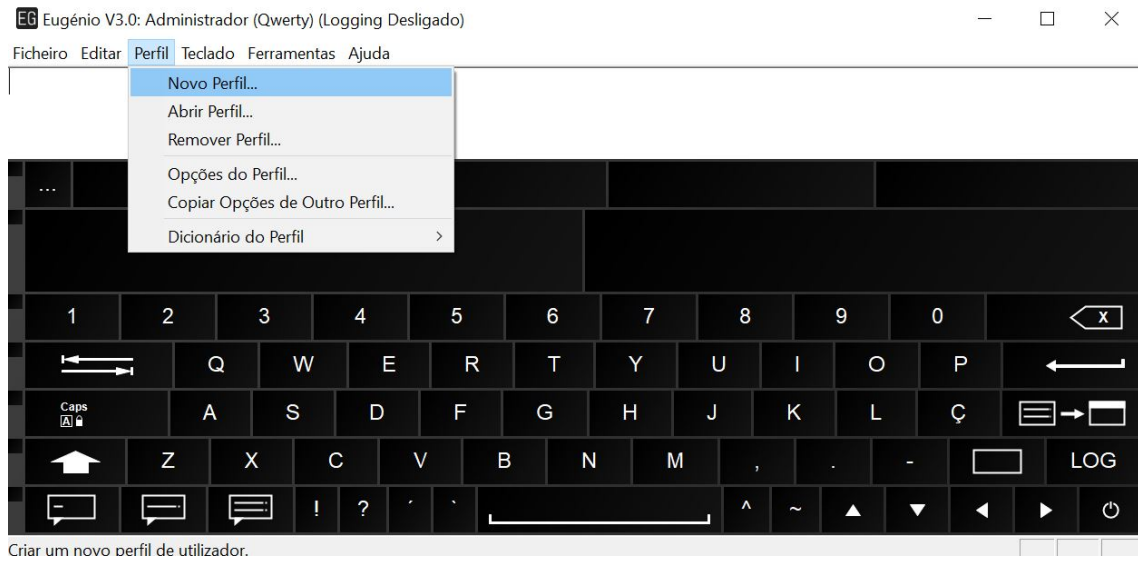 EG Eugénio V3.0: Administrador (Qwerty) (Logging Desligado)
Ficheiro Editar Perfil Teclado Ferramentas Ajuda
Novo Perfil...
Abrir Perfil...
Remover Perfil...
Opções do Perfil...
Copiar Opções de Outro Perfil...
Dicionário do Perfil
...
1 2 3 4 5 6 7 8 9 0 X
Q W E R T Y U I O P
Caps
A
A S D F G H J K L Ç
Z X C V B N M , . - LOG
! ? ´ ` ^ ~
Criar um novo perfil de utilizador.